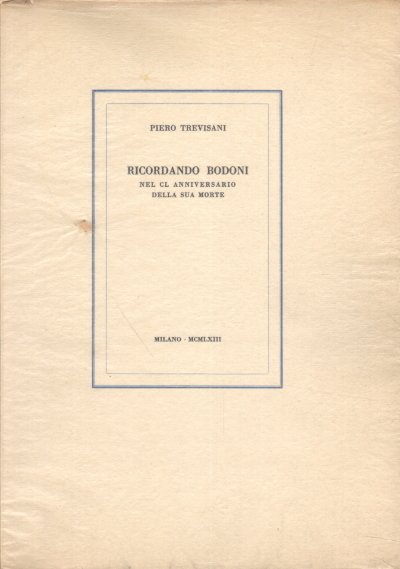 PIERO TREVISANI
RICORDANDO BODONI
NEL CL ANNIVERSARIO
DELLA SUA MORTE
MILANO - MCMLXIII